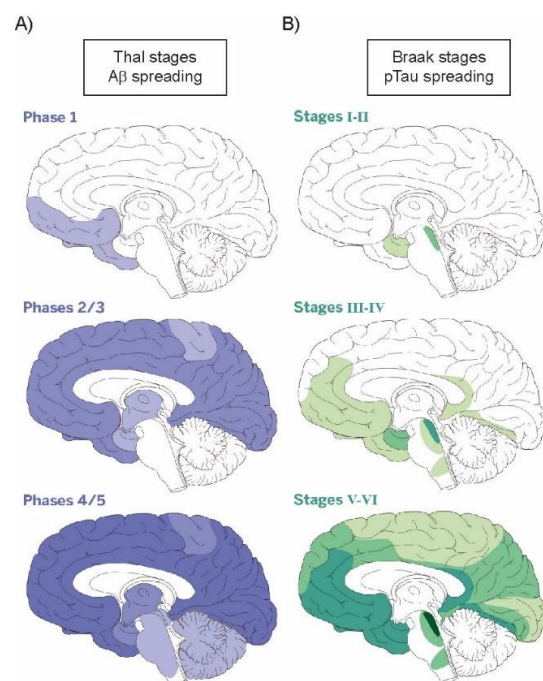 A)
Thal stages
Aβ spreading
Phase 1
Phases 2/3
Phases 4/5
B)
Braak stages
pTau spreading
Stages I-II
Stages III-IV
Stages V-VI